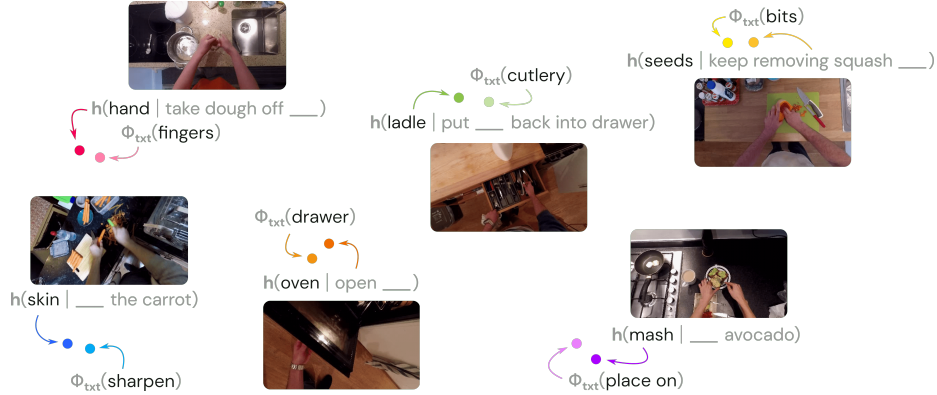 Φtxt(bits)
h(seeds | keep removing squash ___)
Φtxt(cutlery)
h(ladle | put ___ back into drawer)
h(hand | take dough off ___)
Φtxt(fingers)
Φtxt(drawer)
h(oven | open ___)
h(skin | ___ the carrot)
Φtxt(sharpen)
h(mash | ___ avocado)
Φtxt(place on)